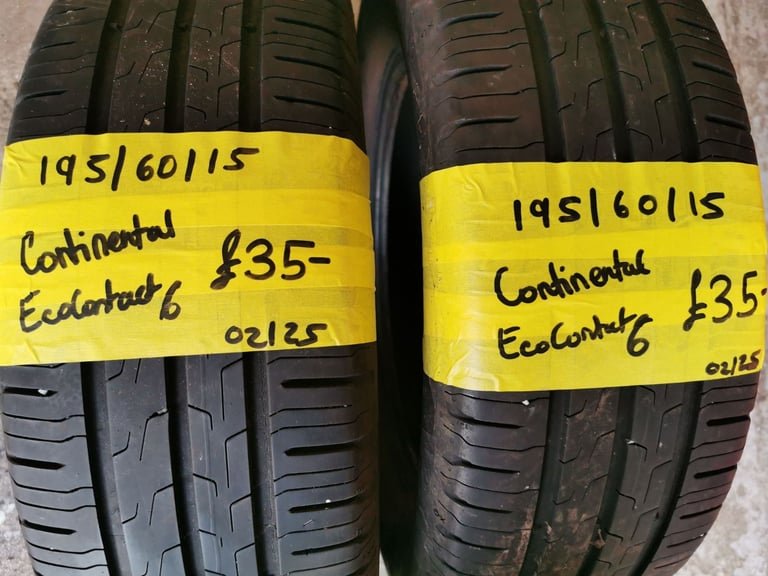 195/60/15
Continental
EcoContact 6
£35-
02/25
195/60/15
Continental
EcoContact 6
£35-
02/25